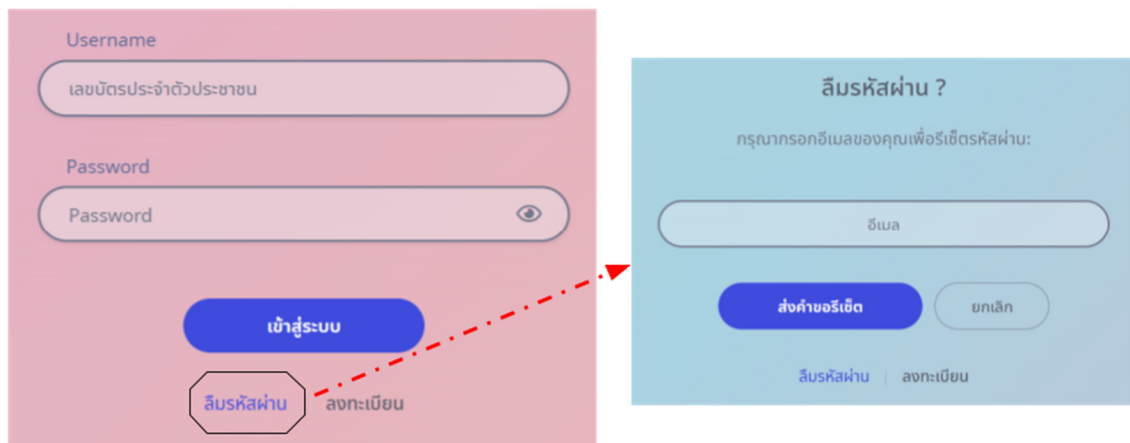 Username
เลขบัตรประจำตัวประชาชน
Password
Password
เข้าสู่ระบบ
ลืมรหัสผ่าน ลงทะเบียน
ลืมรหัสผ่าน ?
กรุณากรอกอีเมลของคุณเพื่อรีเซ็ตรหัสผ่าน:
อีเมล
ส่งคำขอรีเซ็ต ยกเลิก
ลืมรหัสผ่าน ลงทะเบียน